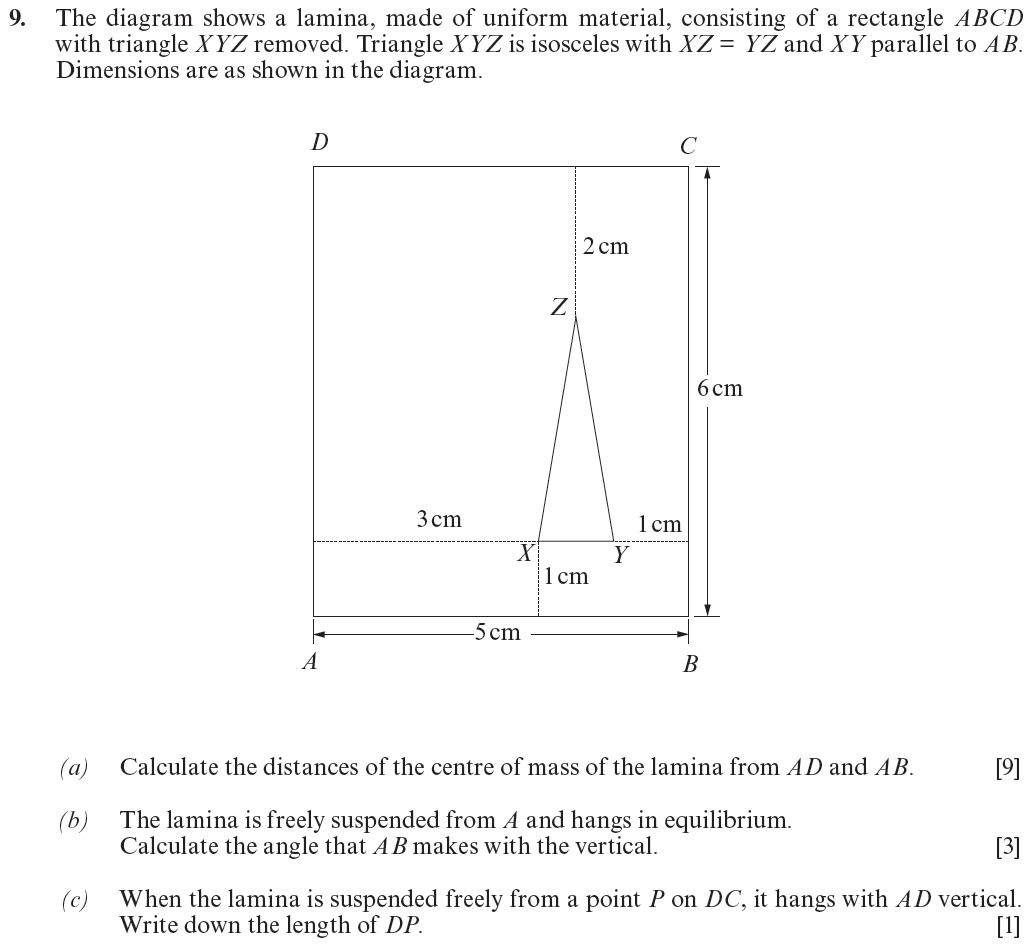 9. The diagram shows a lamina, made of uniform material, consisting of a rectangle ABCD
with triangle XYZ removed. Triangle XYZ is isosceles with XZ = YZ and XY parallel to AB.
Dimensions are as shown in the diagram.
D
C
2 cm
Z
6 cm
3 cm
1 cm
X
Y
1 cm
5 cm
A
B
(a) Calculate the distances of the centre of mass of the lamina from AD and AB. [9]
(b) The lamina is freely suspended from A and hangs in equilibrium.
Calculate the angle that AB makes with the vertical. [3]
(c) When the lamina is suspended freely from a point P on DC, it hangs with AD vertical.
Write down the length of DP. [1]